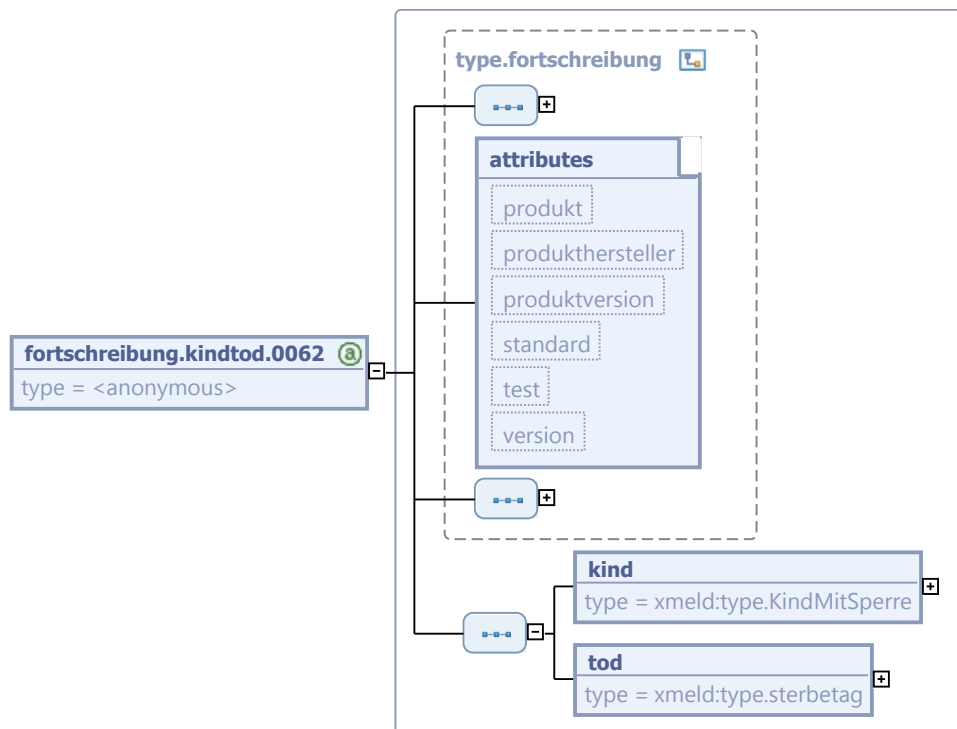 type.fortschreibung
attributes
produkt
produkthersteller
produktversion
standard
test
version
fortschreibung.kindtod.0062 a
type = <anonymous>
kind
type = xmeld:type.KindMitSperre
tod
type = xmeld:type.sterbetag